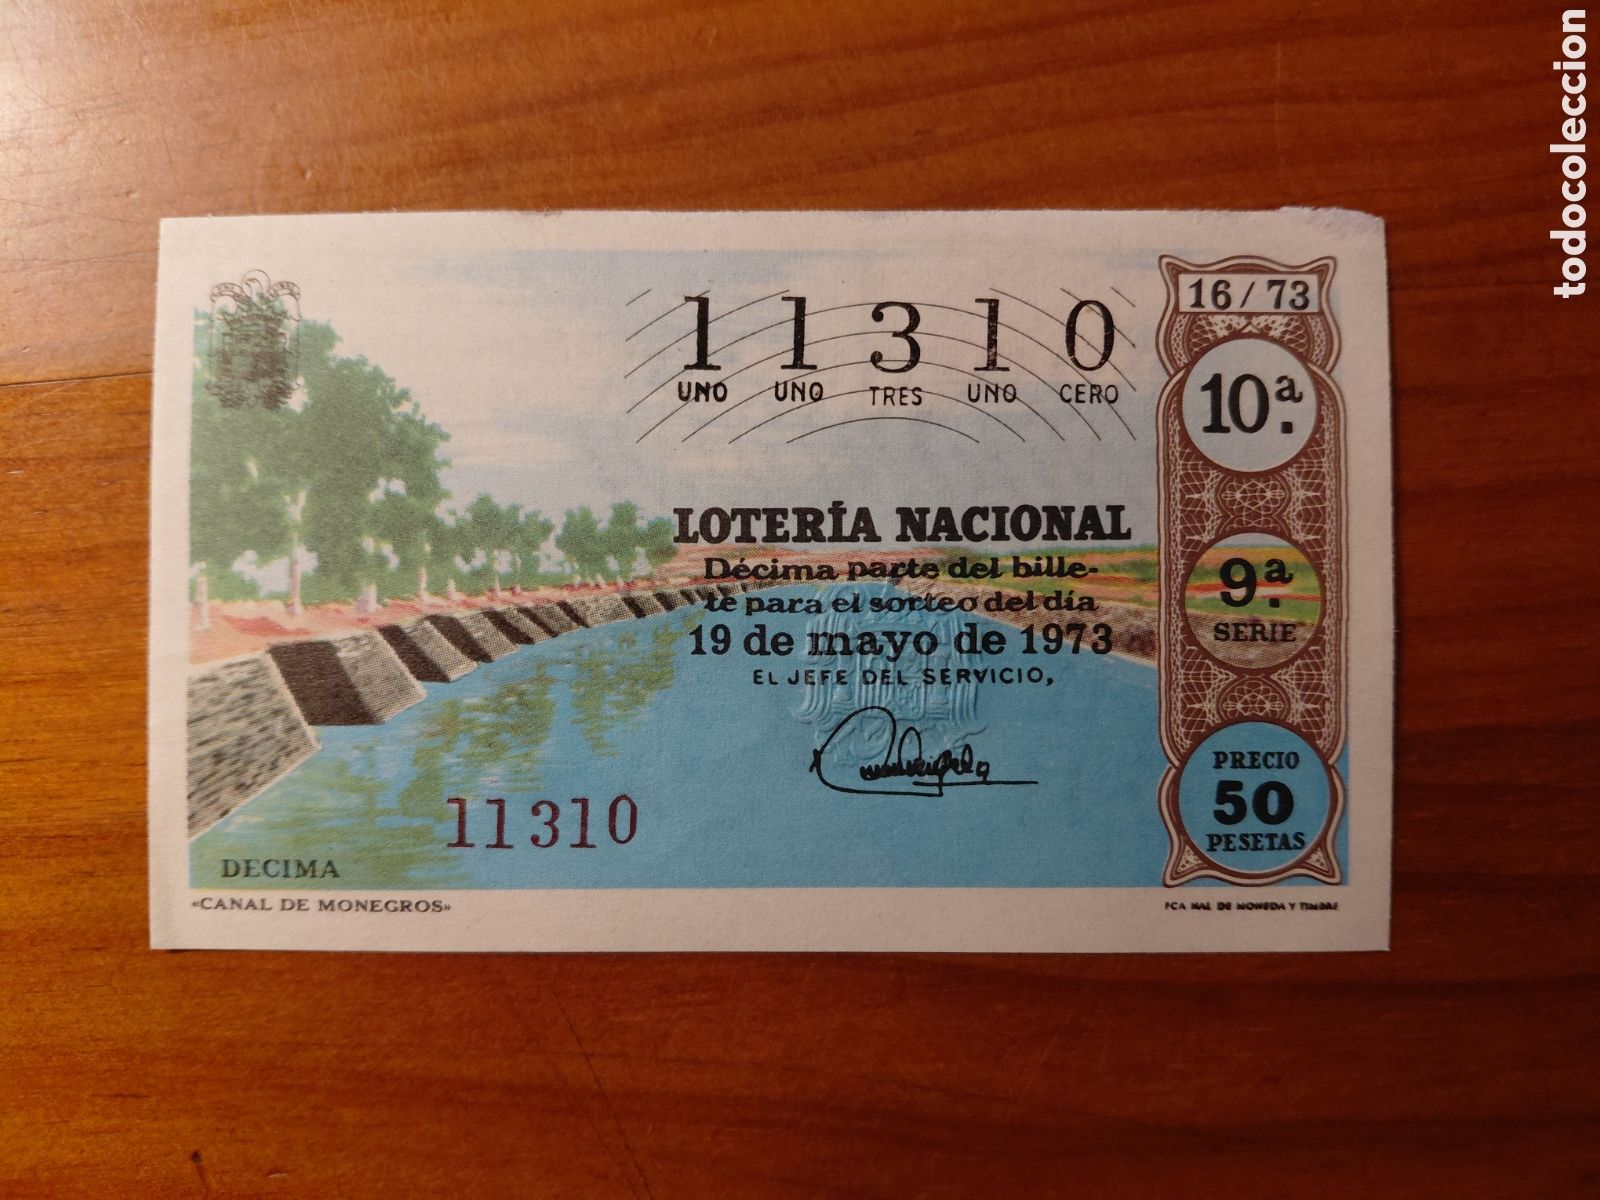 16/73
11310
UNO UNO TRES UNO CERO
10ª.
LOTERÍA NACIONAL
Décima parte del bille-
te para el sorteo del día
19 de mayo de 1973
EL JEFE DEL SERVICIO,
9ª.
SERIE
PRECIO
50
PESETAS
11310
DECIMA
«CANAL DE MONEGROS»
FCA NAL DE MONEDA Y TIMBRE
todocoleccion